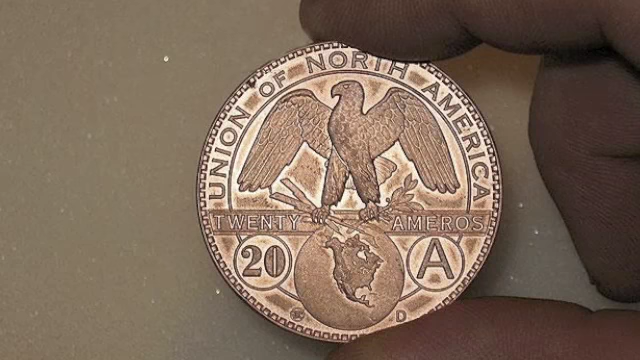 UNION OF NORTH AMERICA
TWENTY AMEROS
20 A
D